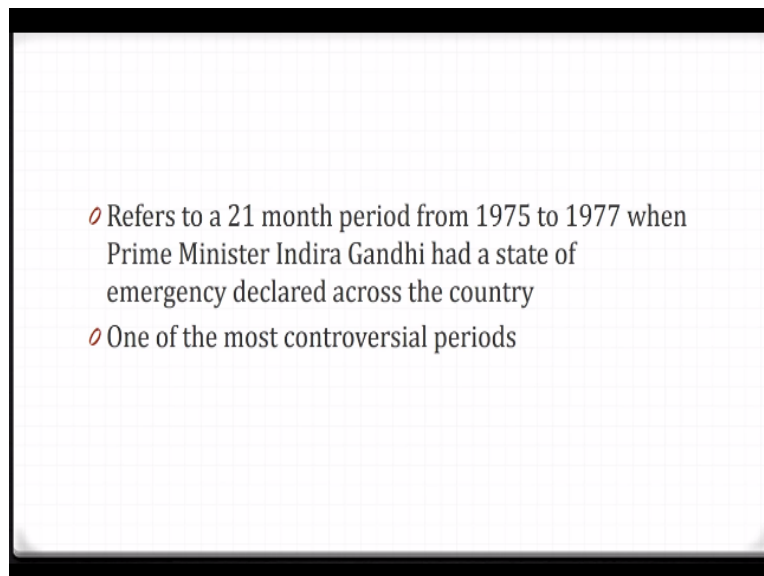 Refers to a 21 month period from 1975 to 1977 when
Prime Minister Indira Gandhi had a state of
emergency declared across the country
One of the most controversial periods